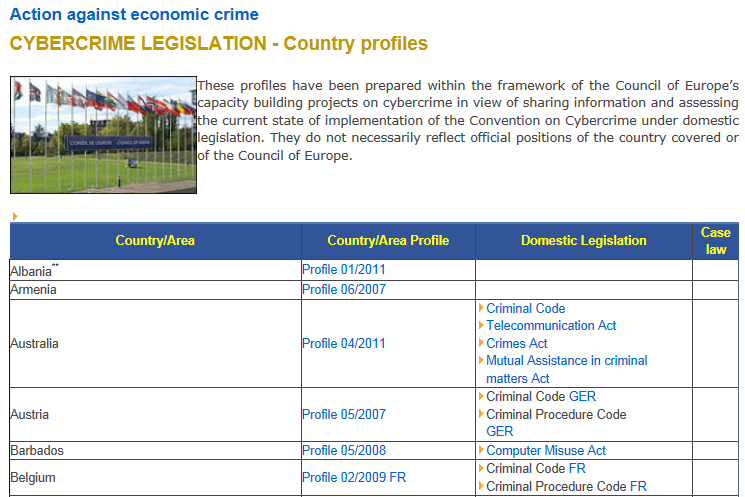 Action against economic crime
CYBERCRIME LEGISLATION - Country profiles
These profiles have been prepared within the framework of the Council of Europe's
capacity building projects on cybercrime in view of sharing information and assessing
the current state of implementation of the Convention on Cybercrime under domestic
legislation. They do not necessarily reflect official positions of the country covered or
of the Council of Europe.
CONSEIL DE L'EUROPE COUNCIL OF EUROPE
Country/Area Country/Area Profile Domestic Legislation Case law
Albania** Profile 01/2011
Armenia Profile 06/2007
Australia Profile 04/2011 Criminal Code
Telecommunication Act
Crimes Act
Mutual Assistance in criminal
matters Act
Austria Profile 05/2007 Criminal Code GER
Criminal Procedure Code
GER
Barbados Profile 05/2008 Computer Misuse Act
Belgium Profile 02/2009 FR Criminal Code FR
Criminal Procedure Code FR